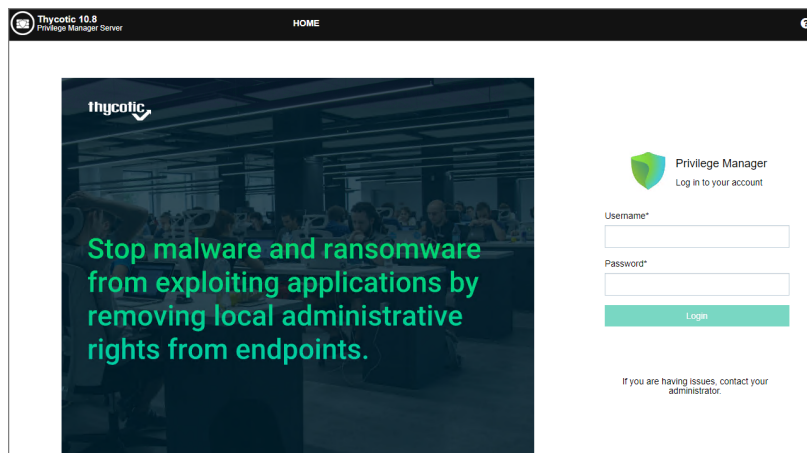 Thycotic 10.8
Privilege Manager Server
HOME
?
thycotic
Stop malware and ransomware
from exploiting applications by
removing local administrative
rights from endpoints.
Privilege Manager
Log in to your account
Username*
Password*
Login
If you are having issues, contact your
administrator.